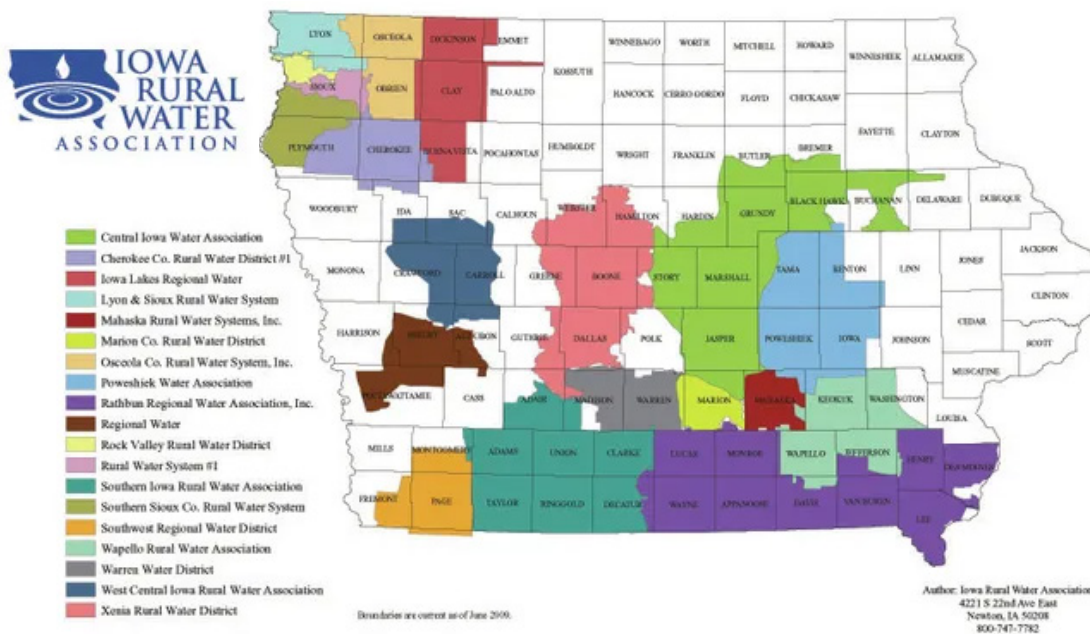 IOWA
RURAL
WATER
ASSOCIATION
LYON
OSCEOLA
DICKINSON
EMMET
KOSSUTH
WINNEBAGO
WORTH
MITCHELL
HOWARD
WINNESHIEK
ALLAMAKEE
SIOUX
OBRIEN
CLAY
PALO ALTO
HANCOCK
CERRO GORDO
FLOYD
CHICKASAW
FAYETTE
CLAYTON
PLYMOUTH
CHEROKEE
BUENA VISTA
POCAHONTAS
HUMBOLDT
WRIGHT
FRANKLIN
BUTLER
BREMER
WOODBURY
IDA
SAC
CALHOUN
WEBSTER
HAMILTON
HARDIN
GRUNDY
BLACK HAWK
BUCHANAN
DELAWARE
DUBUQUE
MONONA
CRAWFORD
CARROLL
GREENE
BOONE
STORY
MARSHALL
TAMA
BENTON
LINN
JONES
JACKSON
CLINTON
CEDAR
SCOTT
HARRISON
SHELBY
AUDUBON
GUTHRIE
DALLAS
POLK
JASPER
POWESHIEK
IOWA
JOHNSON
MUSCATINE
POTTAWATTAMIE
CASS
ADAIR
MADISON
WARREN
MARION
MAHASKA
KEOKUK
WASHINGTON
LOUISA
MILLS
MONTGOMERY
ADAMS
UNION
CLARKE
LUCAS
MONROE
WAPELLO
JEFFERSON
HENRY
DES MOINES
FREMONT
PAGE
TAYLOR
RINGGOLD
DECATUR
WAYNE
APPANOOSE
DAVIS
VAN BUREN
LEE
Central Iowa Water Association
Cherokee Co. Rural Water District #1
Iowa Lakes Regional Water
Lyon & Sioux Rural Water System
Mahaska Rural Water Systems, Inc.
Marion Co. Rural Water District
Osceola Co. Rural Water System, Inc.
Poweshiek Water Association
Rathbun Regional Water Association, Inc.
Regional Water
Rock Valley Rural Water District
Rural Water System #1
Southern Iowa Rural Water Association
Southern Sioux Co. Rural Water System
Southwest Regional Water District
Wapello Rural Water Association
Warren Water District
West Central Iowa Rural Water Association
Xenia Rural Water District
Boundaries are current as of June 2009.
Author: Iowa Rural Water Association
4221 S 22nd Ave East
Newton, IA 50208
800-747-7782